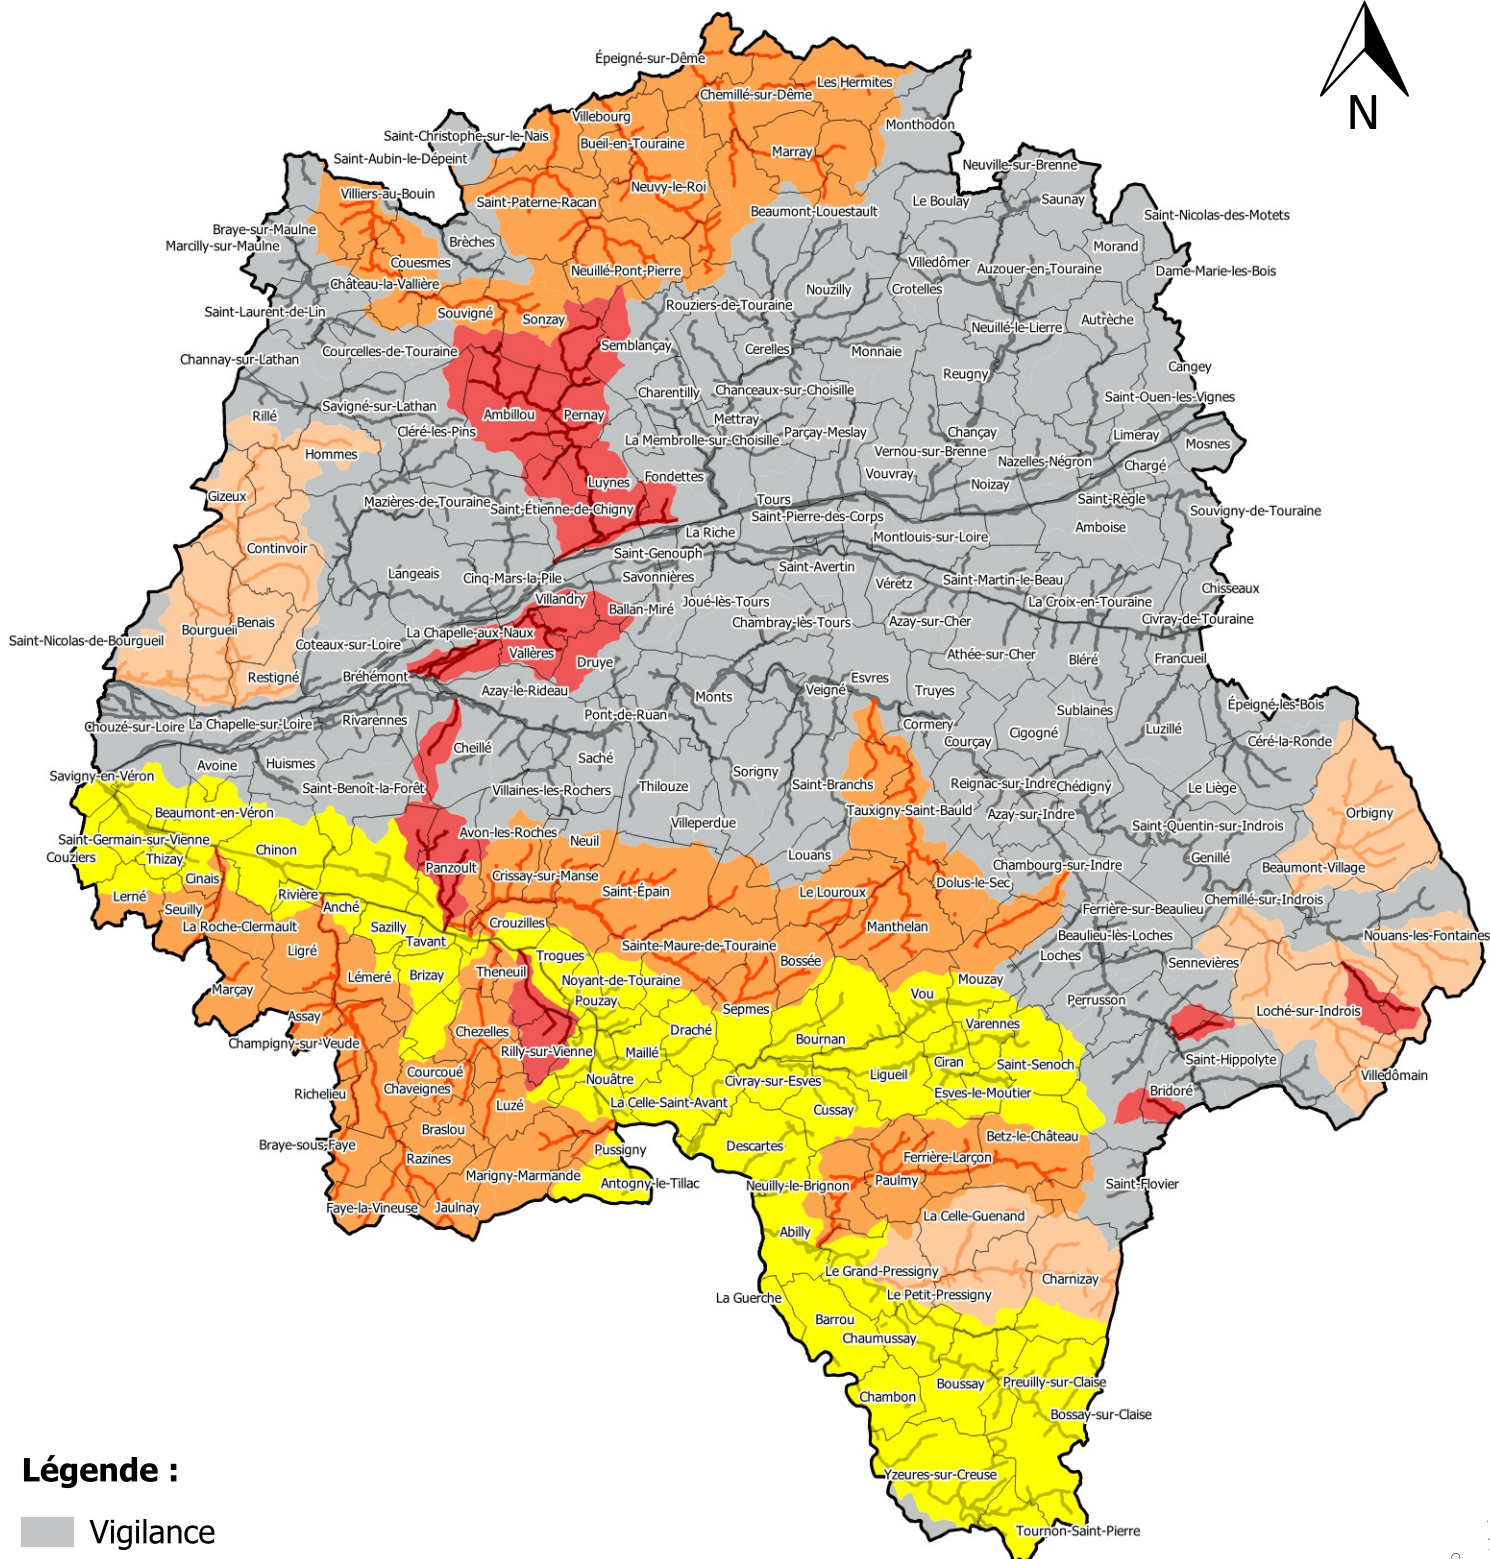 N
Épeigné-sur-Dême
Les Hermites
Chemillé-sur-Dême
Villebourg
Monthodon
Saint-Christophe-sur-le-Nais
Bueil-en-Touraine
Marray
Saint-Aubin-le-Dépeint
Neuville-sur-Brenne
Neuvy-le-Roi
Villiers-au-Bouin
Saint-Paterne-Racan
Le Boulay
Saunay
Beaumont-Louestault
Saint-Nicolas-des-Motets
Braye-sur-Maulne
Brèches
Marcilly-sur-Maulne
Morand
Couesmes
Villedômer
Auzouer-en-Touraine
Neuillé-Pont-Pierre
Dame-Marie-les-Bois
Château-la-Vallière
Nouzilly
Crotelles
Rouziers-de-Touraine
Saint-Laurent-de-Lin
Souvigné
Sonzay
Autrèche
Neuillé-le-Lierre
Semblançay
Cerelles
Monnaie
Courcelles-de-Touraine
Channay-sur-Lathan
Cangey
Reugny
Charentilly
Chanceaux-sur-Choisille
Saint-Ouen-les-Vignes
Savigné-sur-Lathan
Rillé
Ambillou
Pernay
Mettray
Cléré-les-Pins
Parçay-Meslay
Chançay
Limeray
La Membrolle-sur-Choisille
Mosnes
Hommes
Vernou-sur-Brenne
Nazelles-Négron
Chargé
Fondettes
Vouvray
Luynes
Noizay
Gizeux
Mazières-de-Touraine
Tours
Saint-Règle
Saint-Étienne-de-Chigny
Souvigny-de-Touraine
Saint-Pierre-des-Corps
Amboise
La Riche
Montlouis-sur-Loire
Continvoir
Saint-Genouph
Saint-Avertin
Langeais
Cinq-Mars-la-Pile
Savonnières
Véretz
Saint-Martin-le-Beau
Chisseaux
Villandry
Joué-lès-Tours
La Croix-en-Touraine
Ballan-Miré
Benais
Chambray-lès-Tours
Azay-sur-Cher
Civray-de-Touraine
Bourgueil
La Chapelle-aux-Naux
Saint-Nicolas-de-Bourgueil
Coteaux-sur-Loire
Vallères
Druye
Athée-sur-Cher
Bléré
Francueil
Restigné
Bréhémont
Esvres
Azay-le-Rideau
Monts
Veigné
Truyes
Épeigné-les-Bois
Sublaines
Pont-de-Ruan
Chouzé-sur-Loire
La Chapelle-sur-Loire
Rivarennes
Cormery
Luzillé
Cigogné
Courçay
Céré-la-Ronde
Cheillé
Saché
Avoine
Huismes
Sorigny
Savigny-en-Véron
Saint-Benoît-la-Forêt
Villaines-les-Rochers
Thilouze
Saint-Branchs
Reignac-sur-Indre
Chédigny
Le Liège
Beaumont-en-Véron
Tauxigny-Saint-Bauld
Azay-sur-Indre
Orbigny
Villeperdue
Saint-Quentin-sur-Indrois
Avon-les-Roches
Saint-Germain-sur-Vienne
Neuil
Chinon
Louans
Couziers
Thizay
Genillé
Chambourg-sur-Indre
Beaumont-Village
Panzoult
Crissay-sur-Manse
Cinais
Dolus-le-Sec
Saint-Épain
Le Louroux
Lerné
Rivière
Chemillé-sur-Indrois
Anché
Seuilly
Ferrière-sur-Beaulieu
La Roche-Clermault
Sazilly
Crouzilles
Manthelan
Beaulieu-lès-Loches
Nouans-les-Fontaines
Tavant
Sainte-Maure-de-Touraine
Ligré
Trogues
Loches
Bossée
Sennevières
Lémeré
Brizay
Theneuil
Noyant-de-Touraine
Mouzay
Marçay
Vou
Pouzay
Perrusson
Sepmes
Loché-sur-Indrois
Assay
Varennes
Chezelles
Draché
Bournan
Champigny-sur-Veude
Rilly-sur-Vienne
Maillé
Saint-Hippolyte
Ciran
Saint-Senoch
Courcoué
Ligueil
Villedômain
Nouâtre
Civray-sur-Esves
Chaveignes
Bridoré
Richelieu
Esves-le-Moutier
Luzé
La Celle-Saint-Avant
Cussay
Braslou
Betz-le-Château
Braye-sous-Faye
Descartes
Pussigny
Razines
Ferrière-Larçon
Marigny-Marmande
Paulmy
Antogny-le-Tillac
Neuilly-le-Brignon
Saint-Flovier
Faye-la-Vineuse
Jaulnay
La Celle-Guenand
Abilly
Le Grand-Pressigny
Charnizay
La Guerche
Le Petit-Pressigny
Barrou
Chaumussay
Boussay
Preuilly-sur-Claise
Chambon
Bossay-sur-Claise
Yzeures-sur-Creuse
Tournon-Saint-Pierre
Légende :
Vigilance